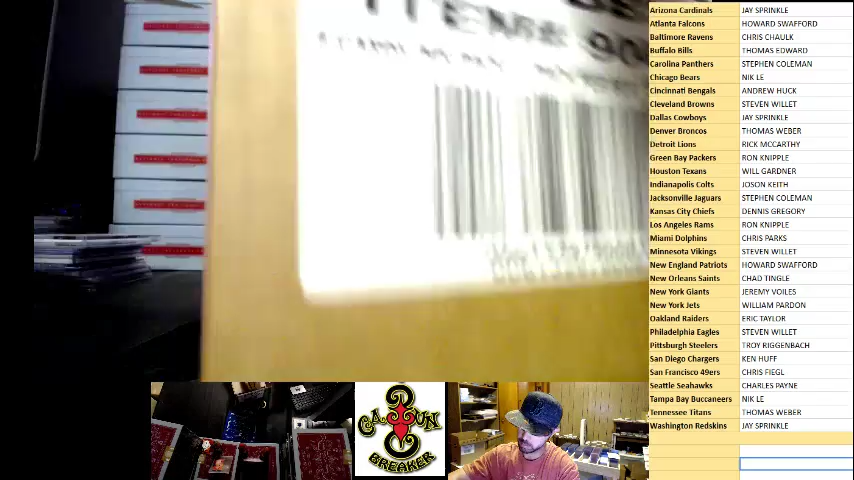 ITEM# 90
Arizona Cardinals JAY SPRINKLE
Atlanta Falcons HOWARD SWAFFORD
Baltimore Ravens CHRIS CHAULK
Buffalo Bills THOMAS EDWARD
Carolina Panthers STEPHEN COLEMAN
Chicago Bears NIK LE
Cincinnati Bengals ANDREW HUCK
Cleveland Browns STEVEN WILLET
Dallas Cowboys JAY SPRINKLE
Denver Broncos THOMAS WEBER
Detroit Lions RICK MCCARTHY
Green Bay Packers RON KNIPPLE
Houston Texans WILL GARDNER
Indianapolis Colts JOSON KEITH
Jacksonville Jaguars STEPHEN COLEMAN
Kansas City Chiefs DENNIS GREGORY
Los Angeles Rams RON KNIPPLE
Miami Dolphins CHRIS PARKS
Minnesota Vikings STEVEN WILLET
New England Patriots HOWARD SWAFFORD
New Orleans Saints CHAD TINGLE
New York Giants JEREMY VOILES
New York Jets WILLIAM PARDON
Oakland Raiders ERIC TAYLOR
Philadelphia Eagles STEVEN WILLET
Pittsburgh Steelers TROY RIGGENBACH
San Diego Chargers KEN HUFF
San Francisco 49ers CHRIS FIEGL
Seattle Seahawks CHARLES PAYNE
Tampa Bay Buccaneers NIK LE
Tennessee Titans THOMAS WEBER
Washington Redskins JAY SPRINKLE
CAJUN
BREAKER